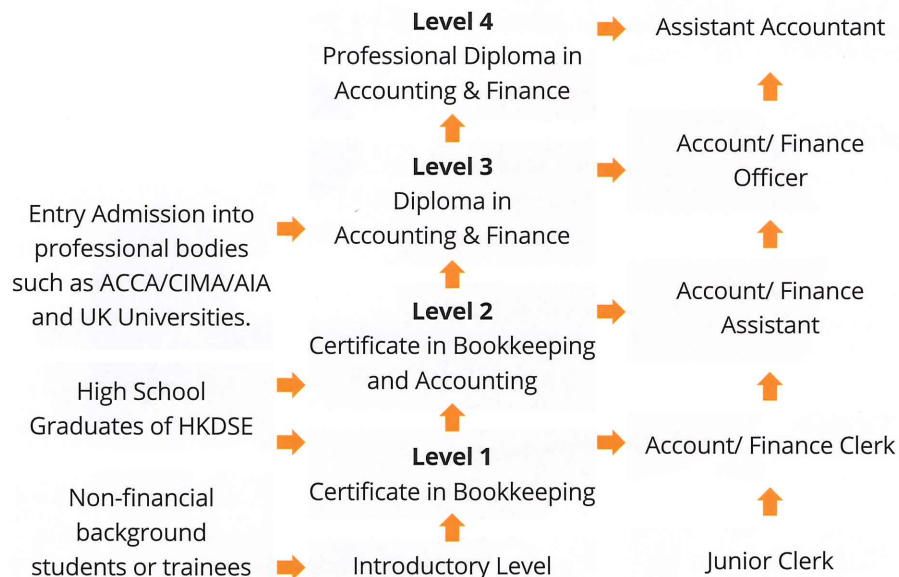 Level 4
Professional Diploma in
Accounting & Finance
Assistant Accountant
Account/ Finance
Officer
Level 3
Diploma in
Accounting & Finance
Entry Admission into
professional bodies
such as ACCA/CIMA/AIA
and UK Universities.
Account/ Finance
Assistant
Level 2
Certificate in Bookkeeping
and Accounting
High School
Graduates of HKDSE
Account/ Finance Clerk
Level 1
Certificate in Bookkeeping
Non-financial
background
students or trainees
Introductory Level
Junior Clerk